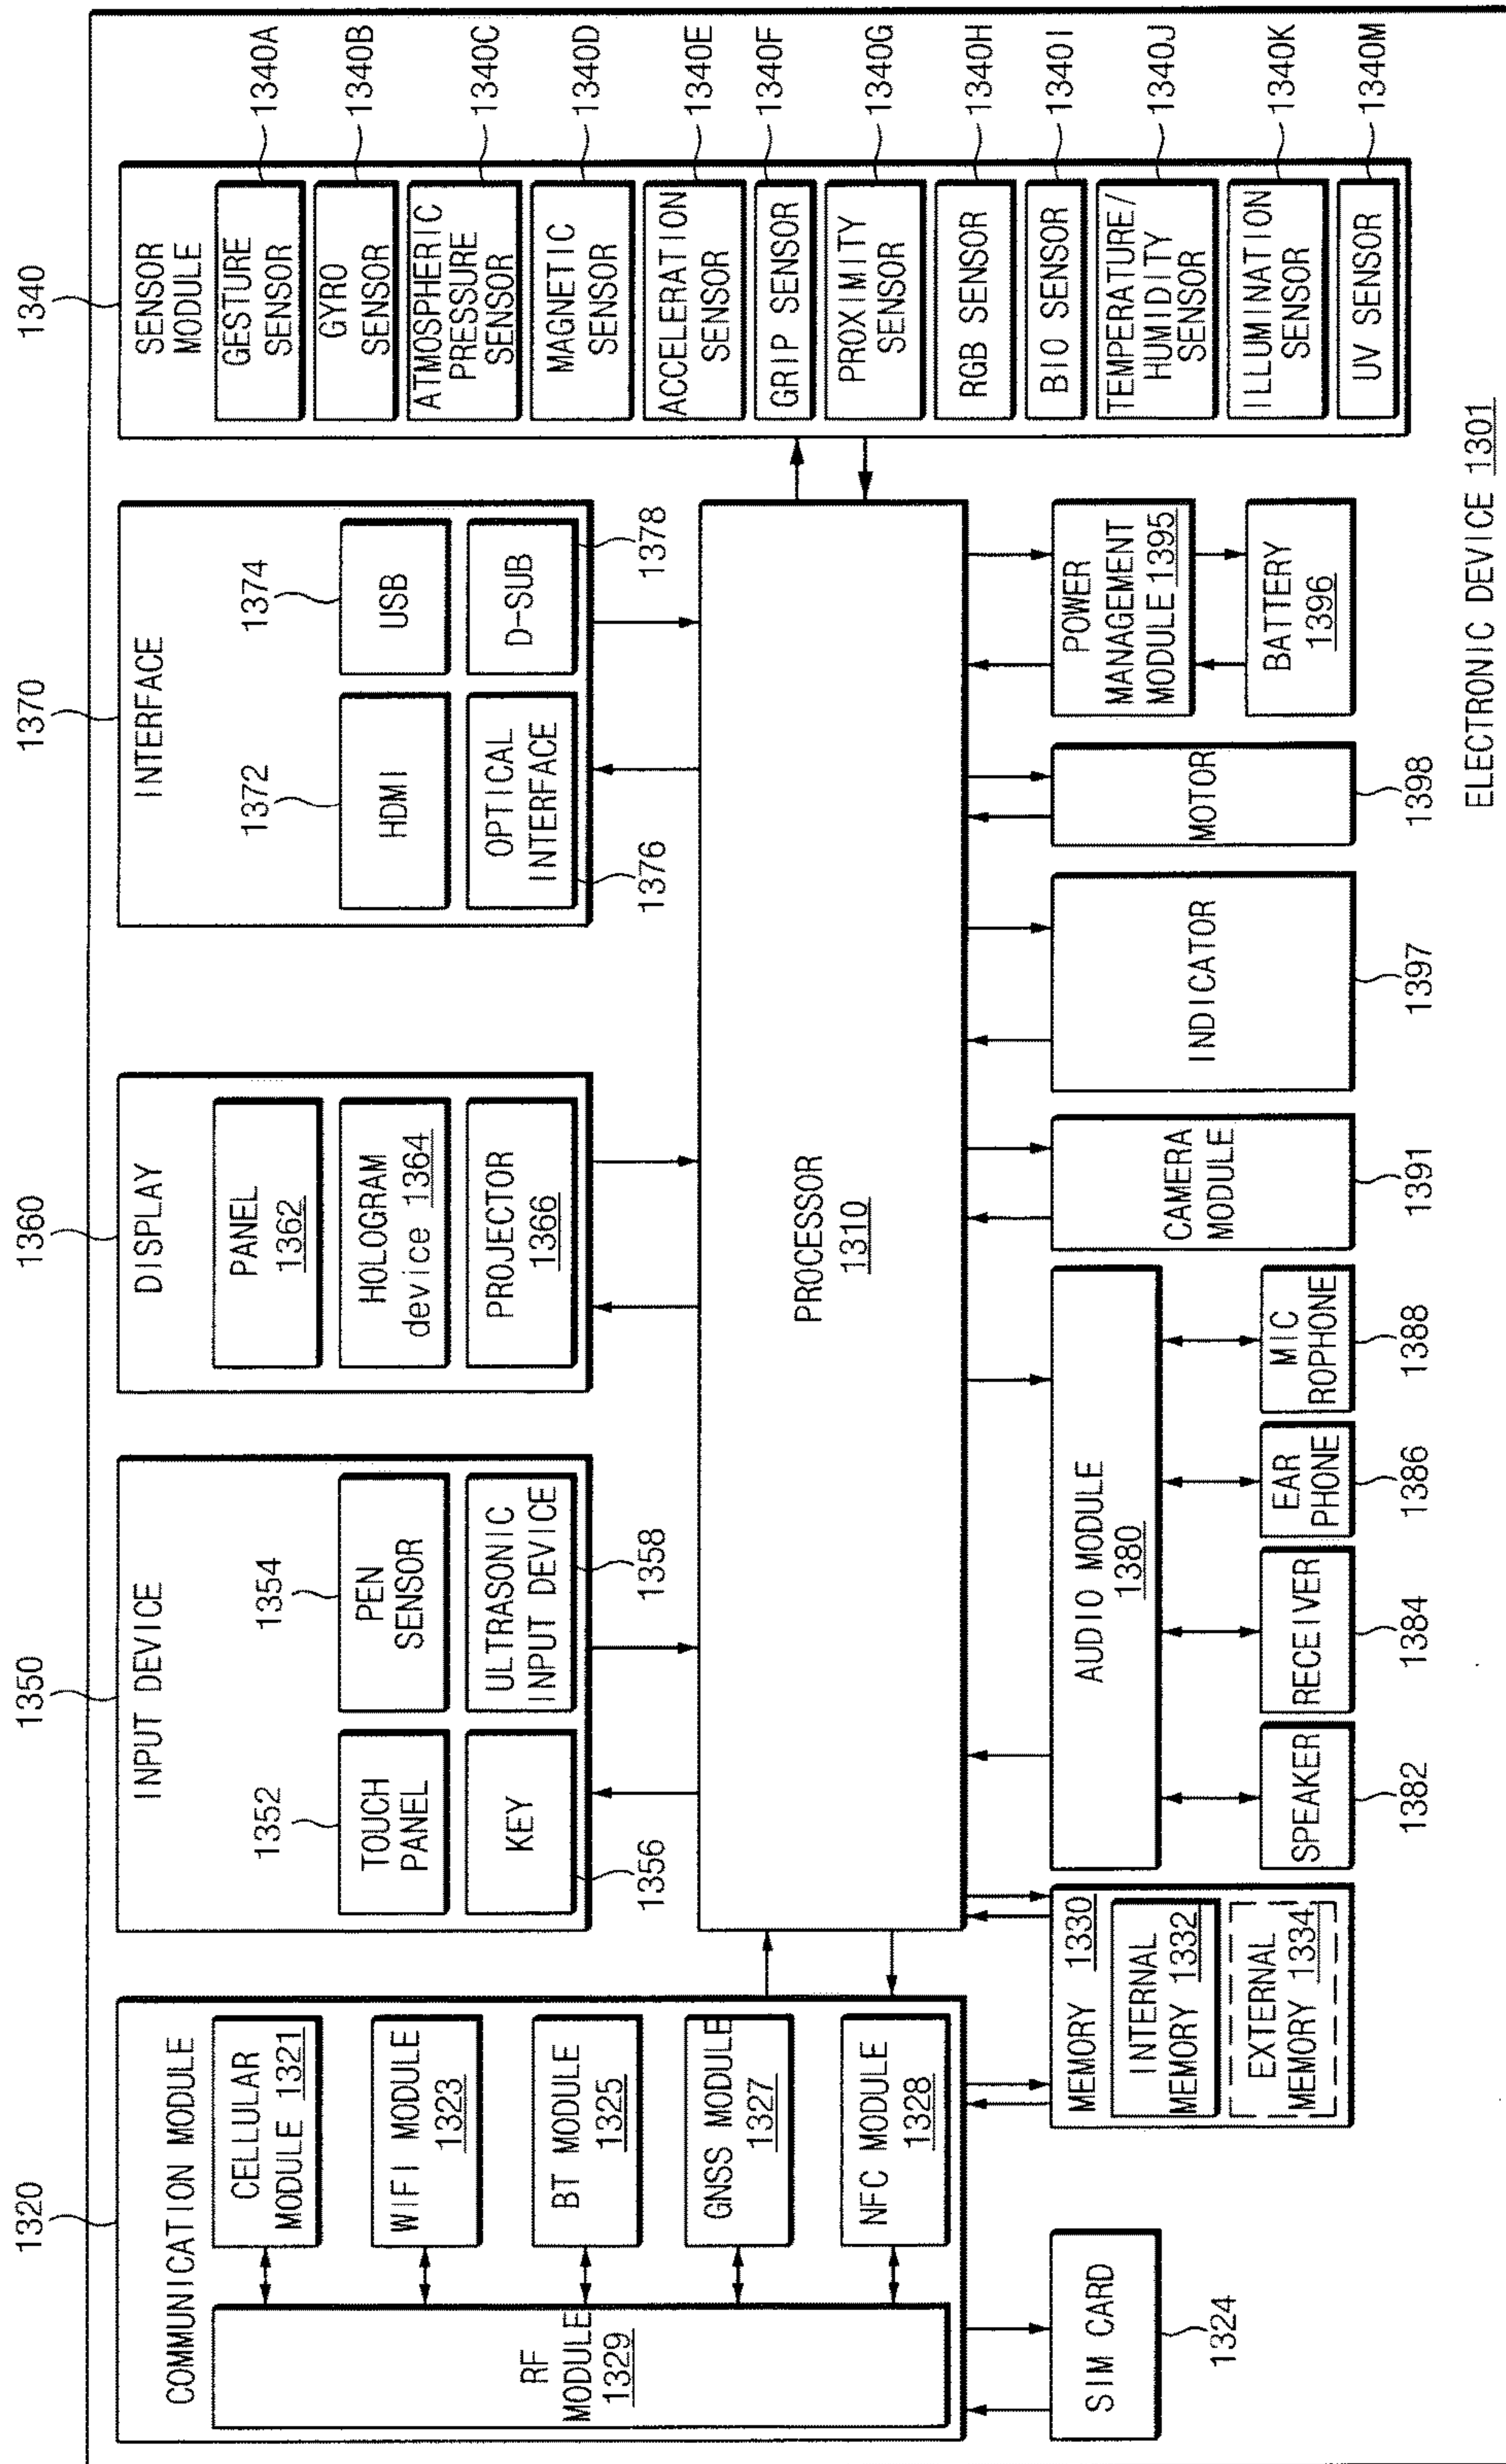 1320
COMMUNICATION MODULE
RF
MODULE
1329
CELLULAR
MODULE 1321
WIFI MODULE
1323
BT MODULE
1325
GNSS MODULE
1327
NFC MODULE
1328
SIM CARD
1324
1350
INPUT DEVICE
1352
TOUCH
PANEL
1354
PEN
SENSOR
KEY
1356
ULTRASONIC
INPUT DEVICE
1358
1360
DISPLAY
PANEL
1362
HOLOGRAM
device 1364
PROJECTOR
1366
1370
INTERFACE
1372
HDMI
1374
USB
OPTICAL
INTERFACE
1376
D-SUB
1378
1340
SENSOR
MODULE
GESTURE
SENSOR
1340A
GYRO
SENSOR
1340B
ATMOSPHERIC
PRESSURE
SENSOR
1340C
MAGNETIC
SENSOR
1340D
ACCELERATION
SENSOR
1340E
GRIP SENSOR
1340F
PROXIMITY
SENSOR
1340G
RGB SENSOR
1340H
BIO SENSOR
1340I
TEMPERATURE/
HUMIDITY
SENSOR
1340J
ILLUMINATION
SENSOR
1340K
UV SENSOR
1340M
PROCESSOR
1310
MEMORY 1330
INTERNAL
MEMORY 1332
EXTERNAL
MEMORY 1334
AUDIO MODULE
1380
SPEAKER
1382
RECEIVER
1384
EAR
PHONE
1386
MIC
ROPHONE
1388
CAMERA
MODULE
1391
INDICATOR
1397
MOTOR
1398
POWER
MANAGEMENT
MODULE 1395
BATTERY
1396
ELECTRONIC DEVICE 1301